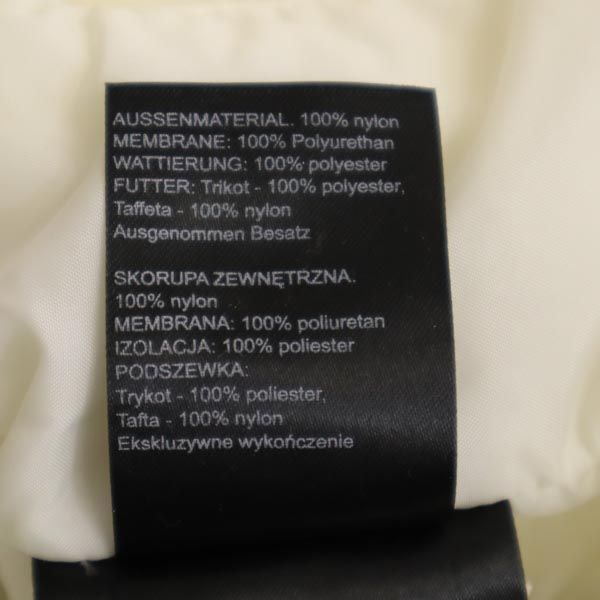 AUSSENMATERIAL. 100% nylon
MEMBRANE: 100% Polyurethan
WATTIERUNG: 100% polyester
FUTTER: Trikot - 100% polyester,
Taffeta - 100% nylon
Ausgenommen Besatz
SKORUPA ZEWNĘTRZNA.
100% nylon
MEMBRANA: 100% poliuretan
IZOLACJA: 100% poliester
PODSZEWKA:
Trykot - 100% poliester,
Tafta - 100% nylon
Ekskluzywne wykończenie